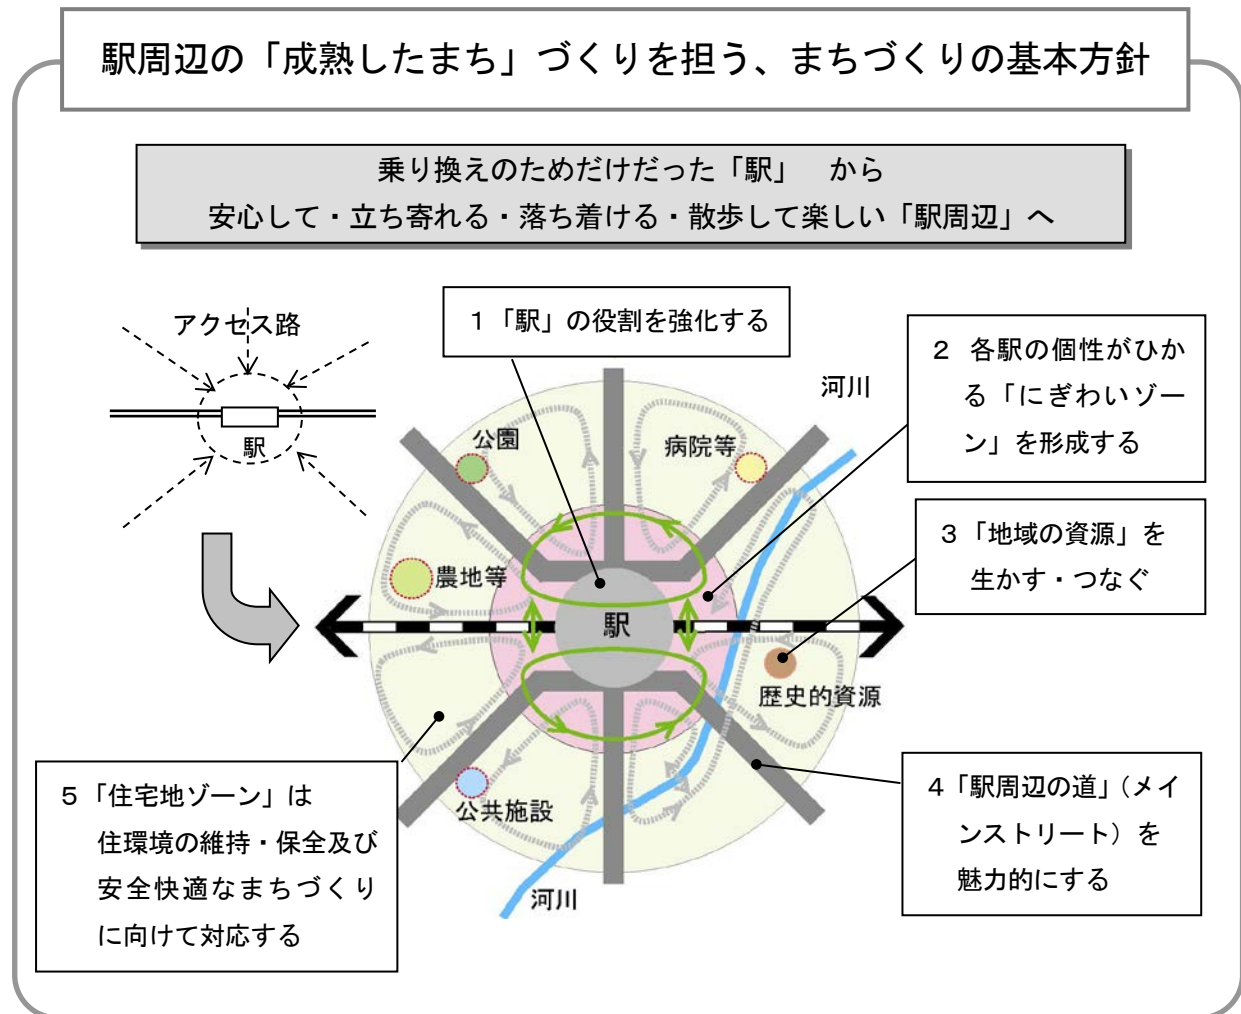 駅周辺の「成熟したまち」づくりを担う、まちづくりの基本方針
乗り換えのためだけだった「駅」　から
安心して・立ち寄れる・落ち着ける・散歩して楽しい「駅周辺」へ
アクセス路
駅
１「駅」の役割を強化する
２ 各駅の個性がひか
る「にぎわいゾー
ン」を形成する
３「地域の資源」を
生かす・つなぐ
河川
公園
病院等
農地等
駅
歴史的資源
公共施設
河川
４「駅周辺の道」（メイ
ンストリート）を
魅力的にする
５「住宅地ゾーン」は
住環境の維持・保全及び
安全快適なまちづくり
に向けて対応する